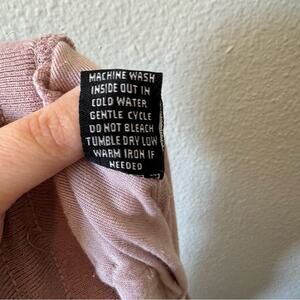 MACHINE WASH
INSIDE OUT IN
COLD WATER
GENTLE CYCLE
DO NOT BLEACH
TUMBLE DRY LOW
WARM IRON IF
NEEDED